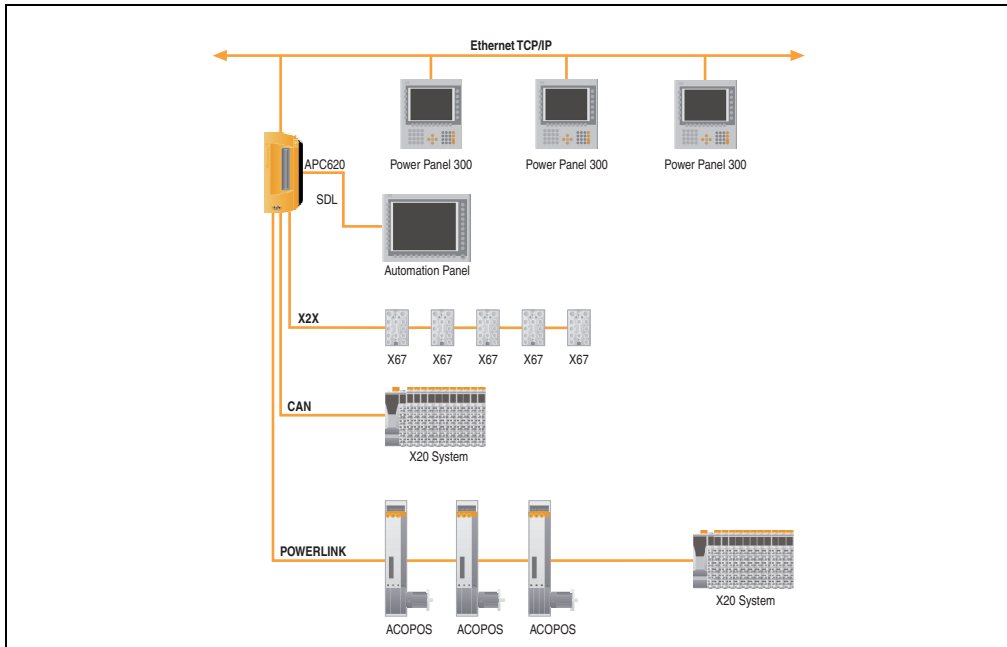 Ethernet TCP/IP
Power Panel 300
Power Panel 300
Power Panel 300
APC620
SDL
Automation Panel
X2X
X67
X67
X67
X67
X67
CAN
X20 System
POWERLINK
X20 System
ACOPOS
ACOPOS
ACOPOS